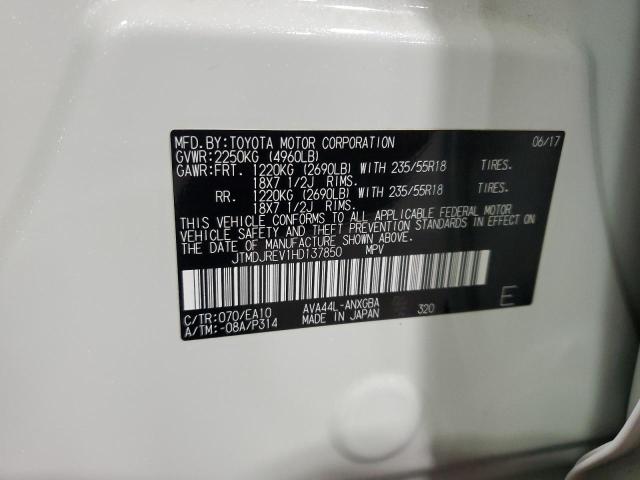 MFD.BY:TOYOTA MOTOR CORPORATION 06/17
GVWR:2250KG (4960LB)
GAWR:FRT. 1220KG (2690LB) WITH 235/55R18 TIRES.
18X7 1/2J RIMS.
RR. 1220KG (2690LB) WITH 235/55R18 TIRES.
18X7 1/2J RIMS.
THIS VEHICLE CONFORMS TO ALL APPLICABLE FEDERAL MOTOR
VEHICLE SAFETY AND THEFT PREVENTION STANDARDS IN EFFECT ON
THE DATE OF MANUFACTURE SHOWN ABOVE.
JTMDJREV1HD137850 MPV
C/TR:070/EA10 AVA44L-ANXGBA 320 E
A/TM:-08A/P314 MADE IN JAPAN